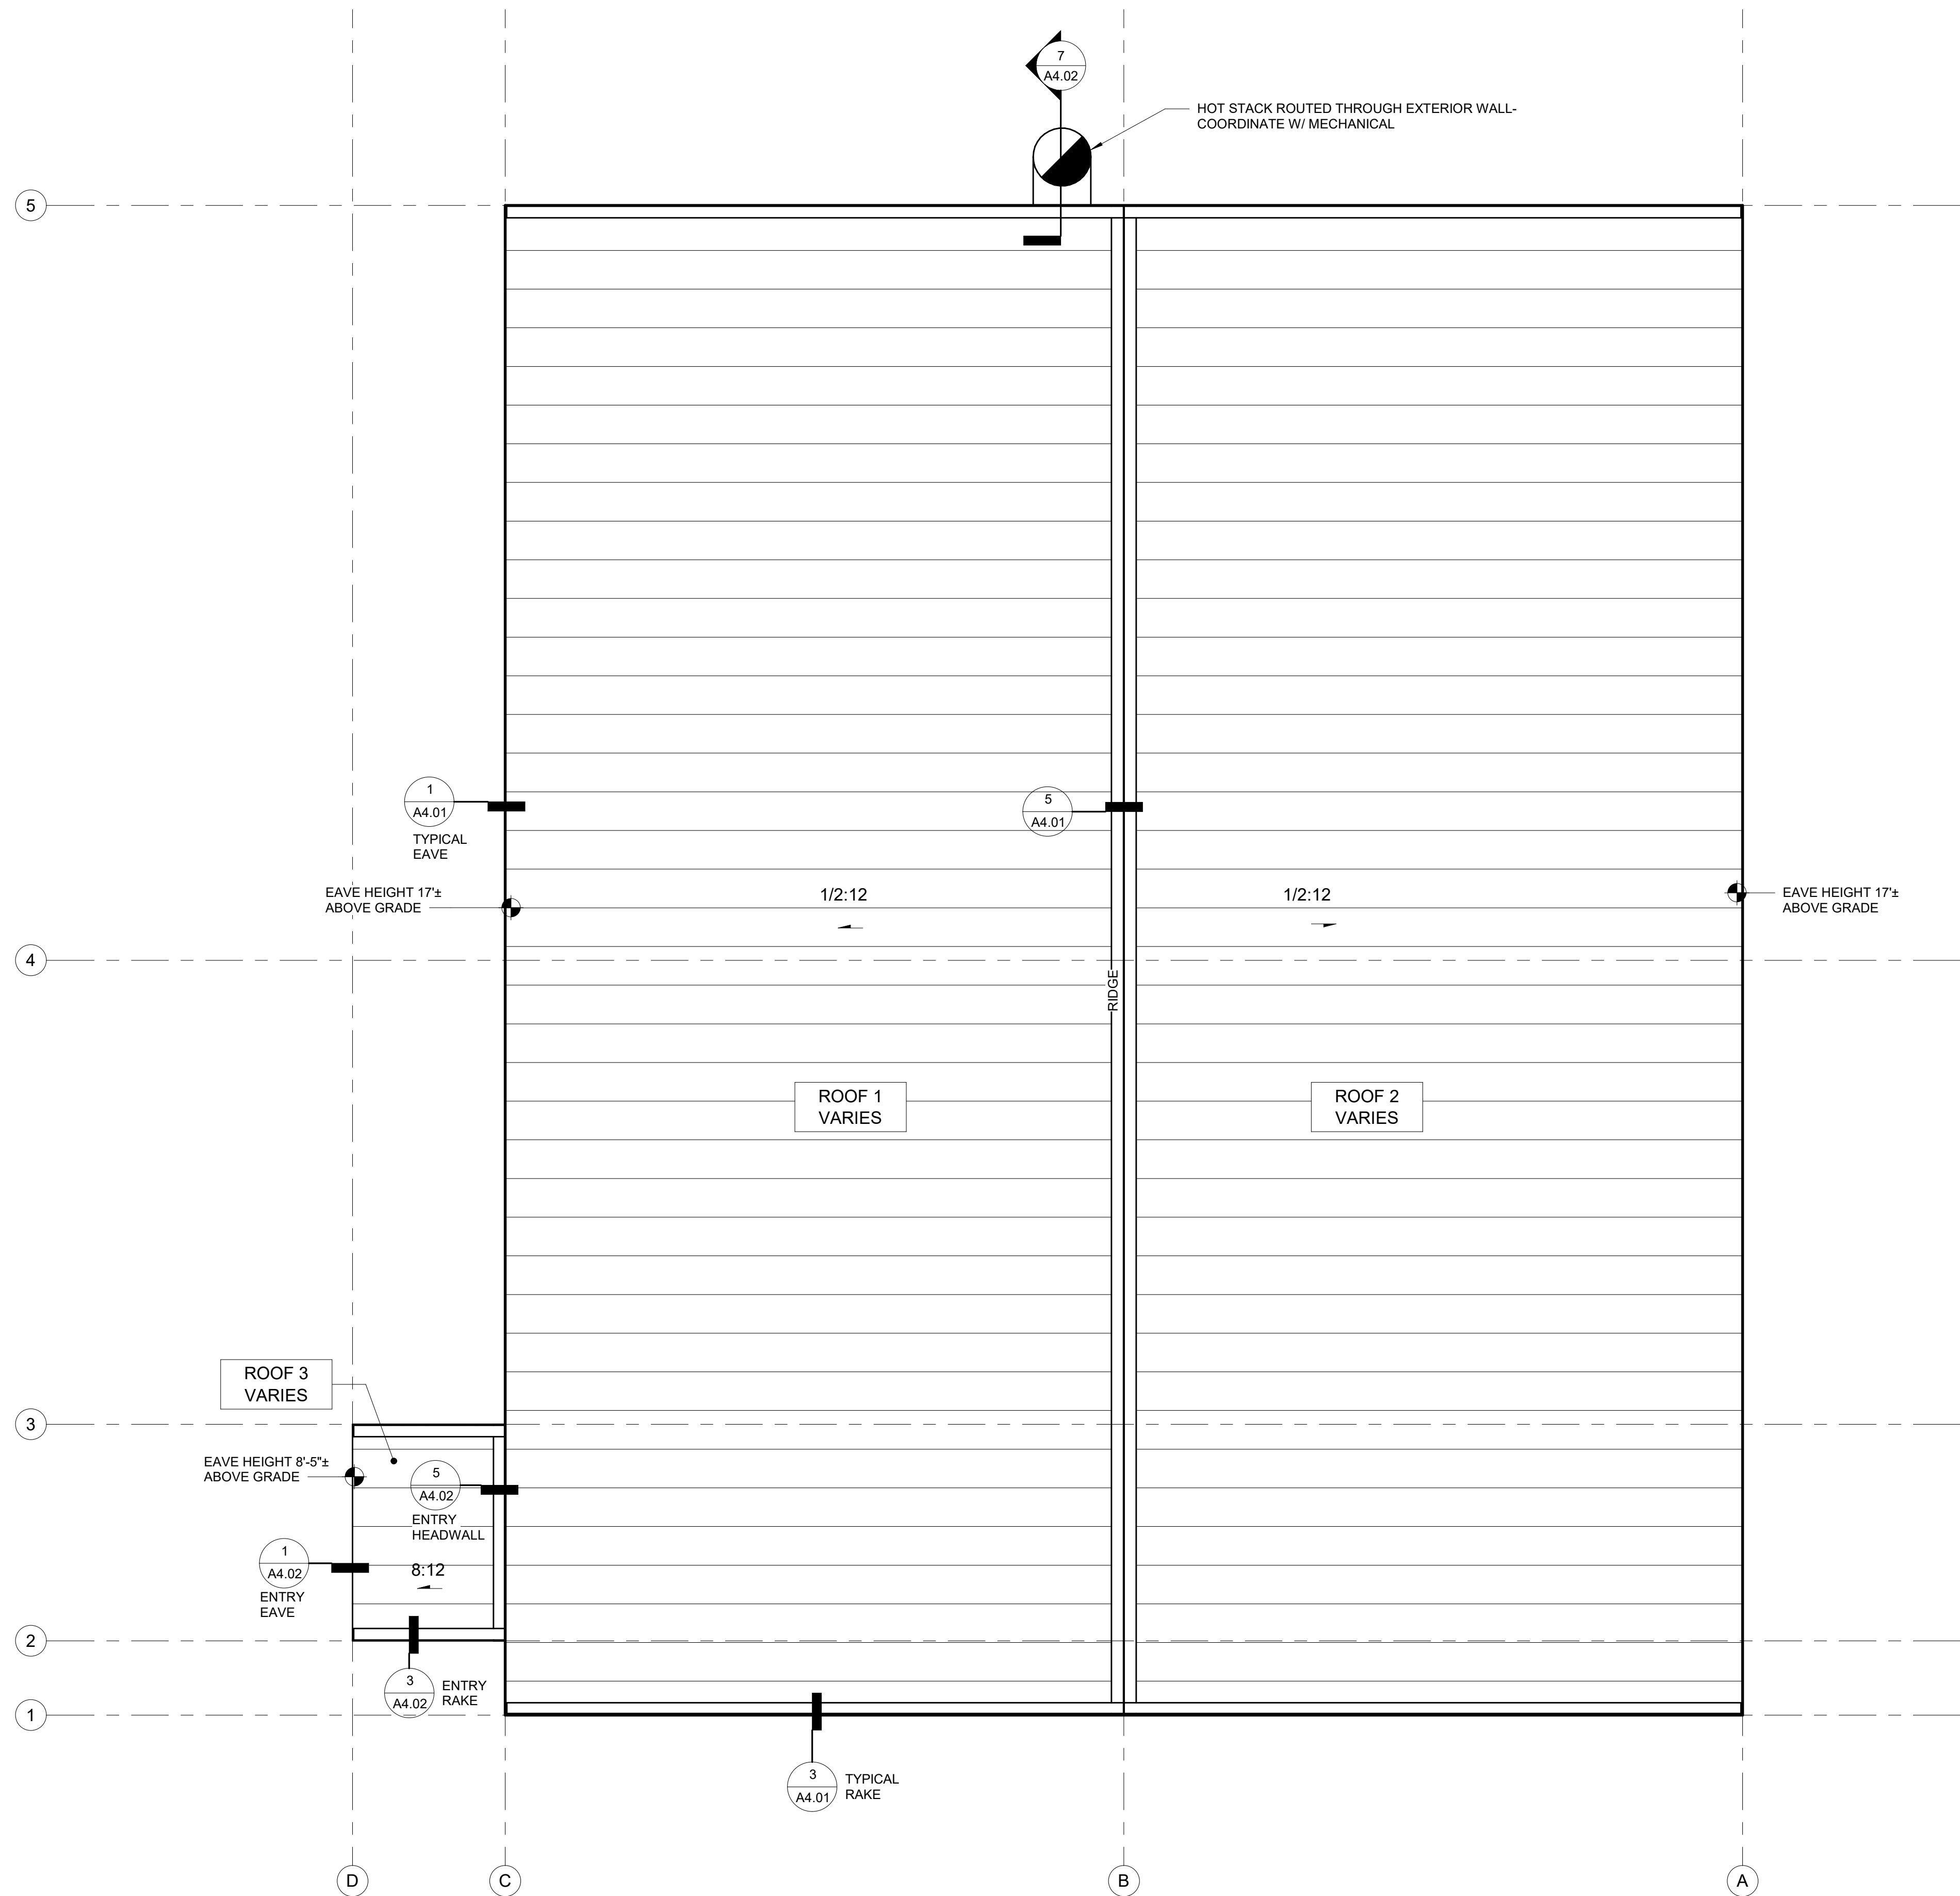 7
A4.02
HOT STACK ROUTED THROUGH EXTERIOR WALL-
COORDINATE W/ MECHANICAL
5
1
A4.01
TYPICAL
EAVE
5
A4.01
EAVE HEIGHT 17'±
ABOVE GRADE
1/2:12
1/2:12
EAVE HEIGHT 17'±
ABOVE GRADE
4
RIDGE
ROOF 1
VARIES
ROOF 2
VARIES
ROOF 3
VARIES
3
EAVE HEIGHT 8'-5"±
ABOVE GRADE
5
A4.02
ENTRY
HEADWALL
1
A4.02
ENTRY
EAVE
8:12
2
3
A4.02
ENTRY
RAKE
1
3
A4.01
TYPICAL
RAKE
D
C
B
A